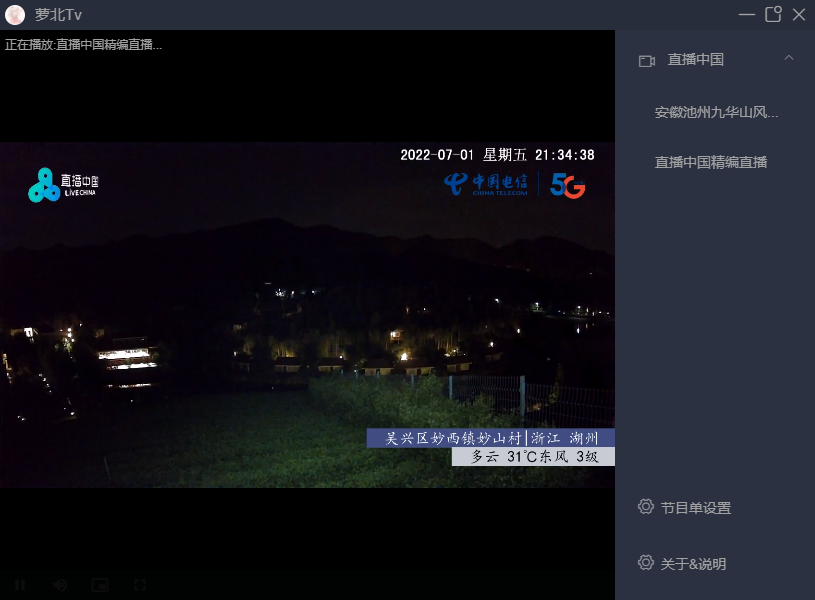 萝北Tv
正在播放:直播中国精编直播...
2022-07-01 星期五 21:34:38
直播中国
LIVECHINA
中国电信
CHINA TELECOM
5G
吴兴区妙西镇妙山村|浙江 湖州
多云 31℃东风 3级
直播中国
安徽池州九华山风...
直播中国精编直播
节目单设置
关于&说明